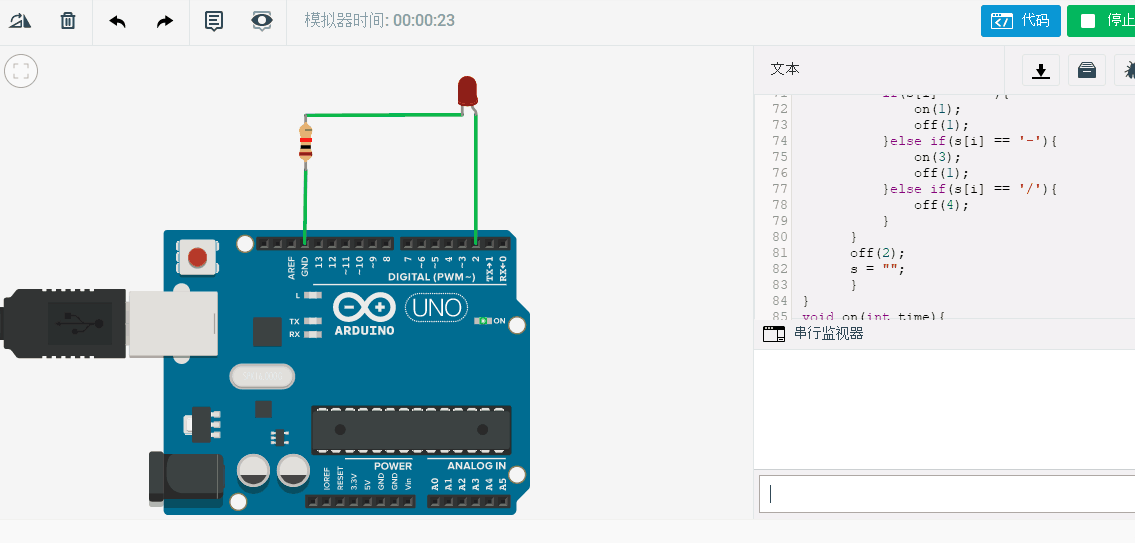 模拟器时间: 00:00:23
代码
停止
文本
72 on(1);
73 off(1);
74 }else if(s[i] == '-'){
75 on(3);
76 off(1);
77 }else if(s[i] == '/'){
78 off(4);
79 }
80 }
81 off(2);
82 s = "";
83 }
84 }
85 void on(int time){
串行监视器
AREF
GND
13
12
~11
~10
~9
8
7
~6
~5
4
~3
2
TX→1
RX←0
DIGITAL (PWM~)
L
TX
RX
UNO
ARDUINO
ON
POWER
ANALOG IN
IOREF
RESET
3.3V
5V
GND
GND
Vin
A0
A1
A2
A3
A4
A5